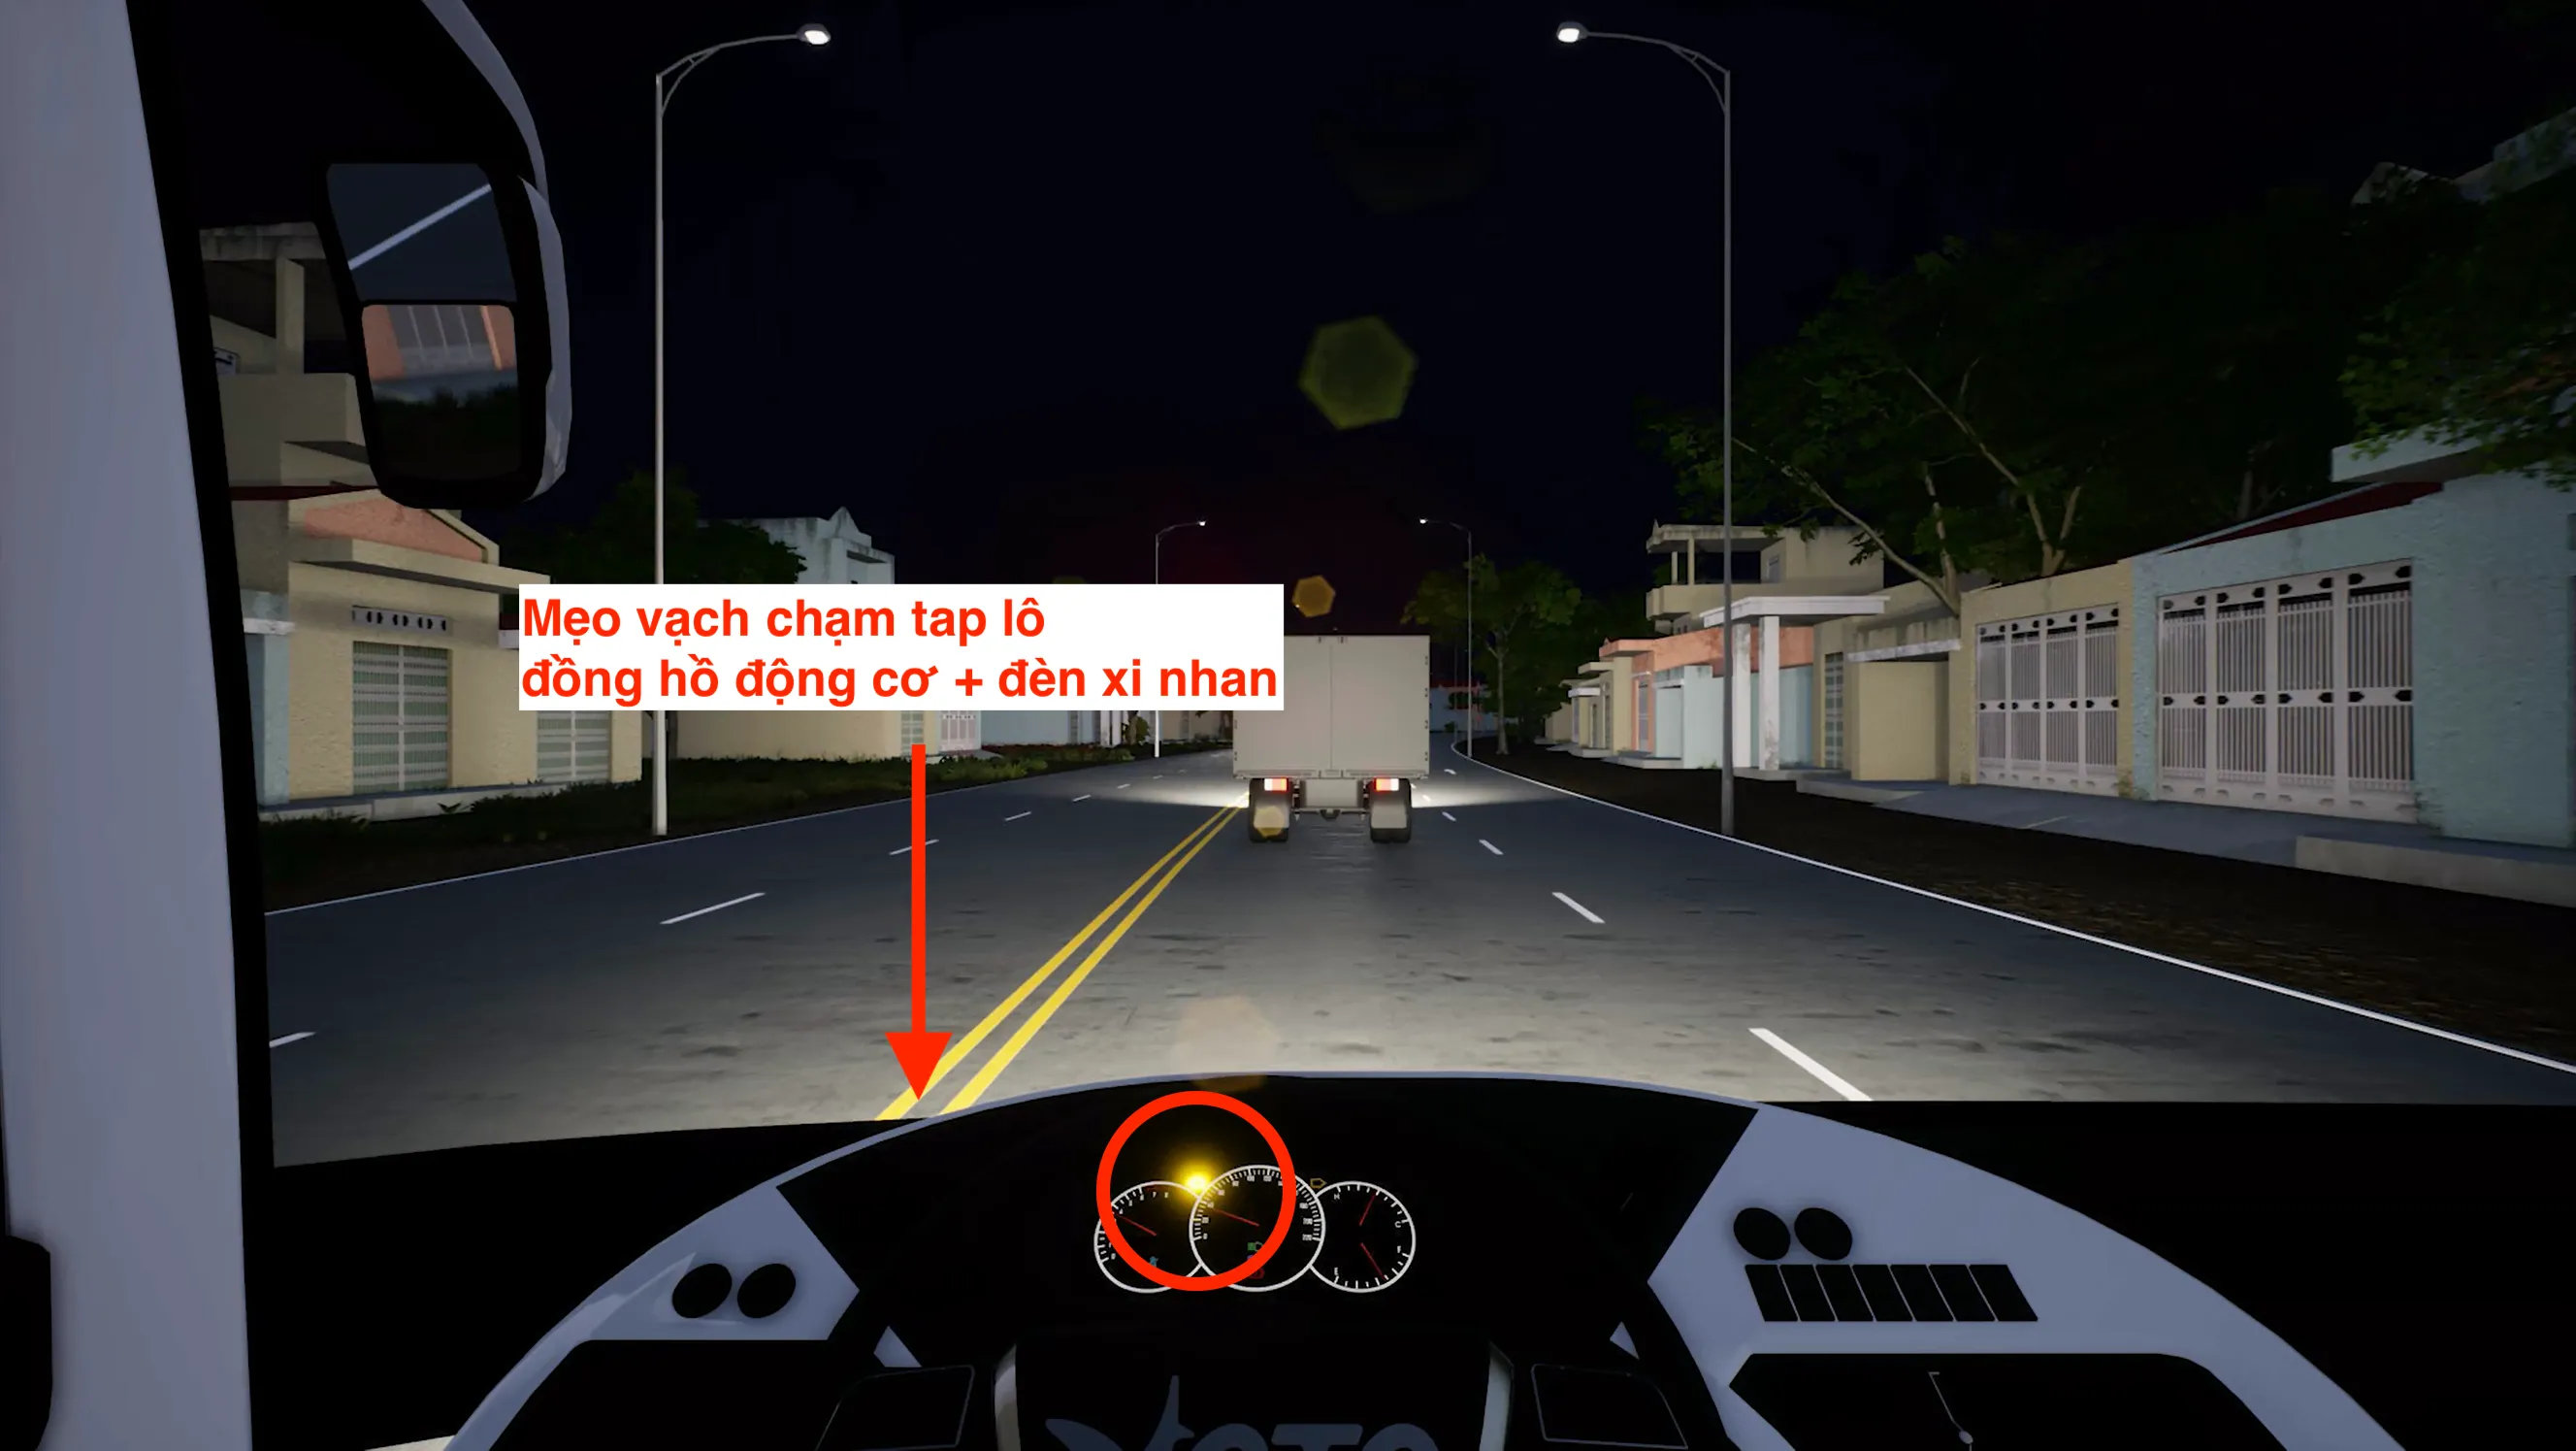 Mẹo vạch chạm tap lô
đồng hồ động cơ + đèn xi nhan